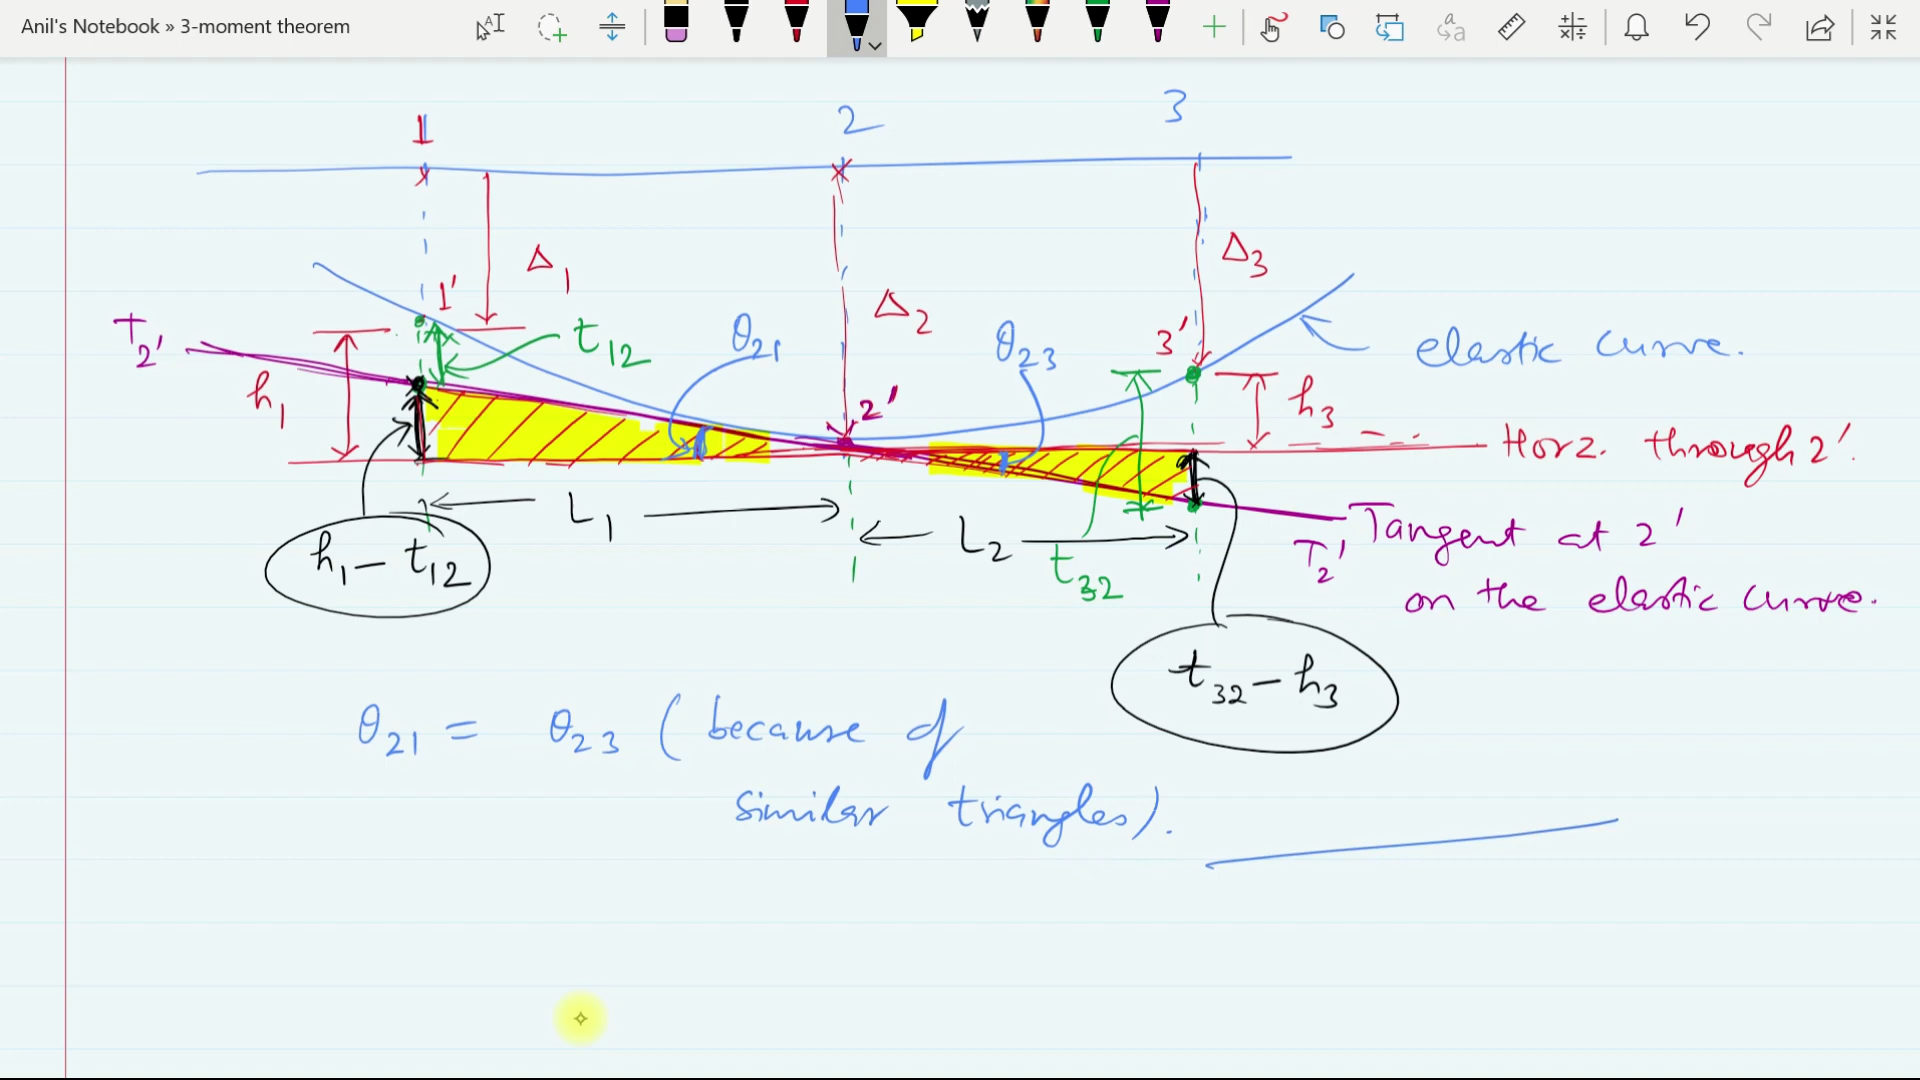 Anil's Notebook » 3-moment theorem
1 2 3
Δ₁ Δ₂ Δ₃
1' 2' 3'
T₂' t₁₂ θ₂₁ θ₂₃
elastic curve.
h₁ h₃
Horz. through 2'.
L₁ L₂
h₁ – t₁₂
t₃₂
T₂' Tangent at 2'
on the elastic curve.
t₃₂ – h₃
θ₂₁ = θ₂₃ (because of
similar triangles).